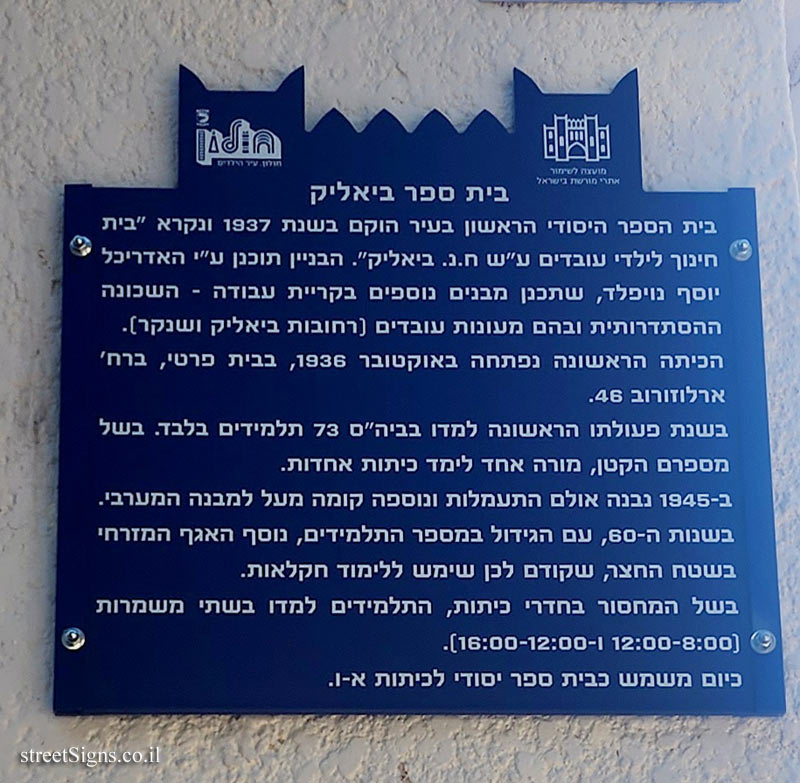 חולון
חולון. עיר הילדים
מועצה לשימור
אתרי מורשת בישראל
בית ספר ביאליק
בית הספר היסודי הראשון בעיר הוקם בשנת 1937 ונקרא "בית
חינוך לילדי עובדים ע"ש ח.נ. ביאליק". הבניין תוכנן ע"י האדריכל
יוסף נויפלד, שתכנן מבנים נוספים בקריית עבודה - השכונה
ההסתדרותית ובהם מעונות עובדים (רחובות ביאליק ושנקר).
הכיתה הראשונה נפתחה באוקטובר 1936, בבית פרטי, ברח'
ארלוזורוב 46.
בשנת פעולתו הראשונה למדו בביה"ס 73 תלמידים בלבד. בשל
מספרם הקטן, מורה אחד לימד כיתות אחדות.
ב-1945 נבנה אולם התעמלות ונוספה קומה מעל למבנה המערבי.
בשנות ה-60, עם הגידול במספר התלמידים, נוסף האגף המזרחי
בשטח החצר, שקודם לכן שימש ללימוד חקלאות.
בשל המחסור בחדרי כיתות, התלמידים למדו בשתי משמרות
(12:00-8:00 ו-16:00-12:00).
כיום משמש כבית ספר יסודי לכיתות א-ו.
streetSigns.co.il